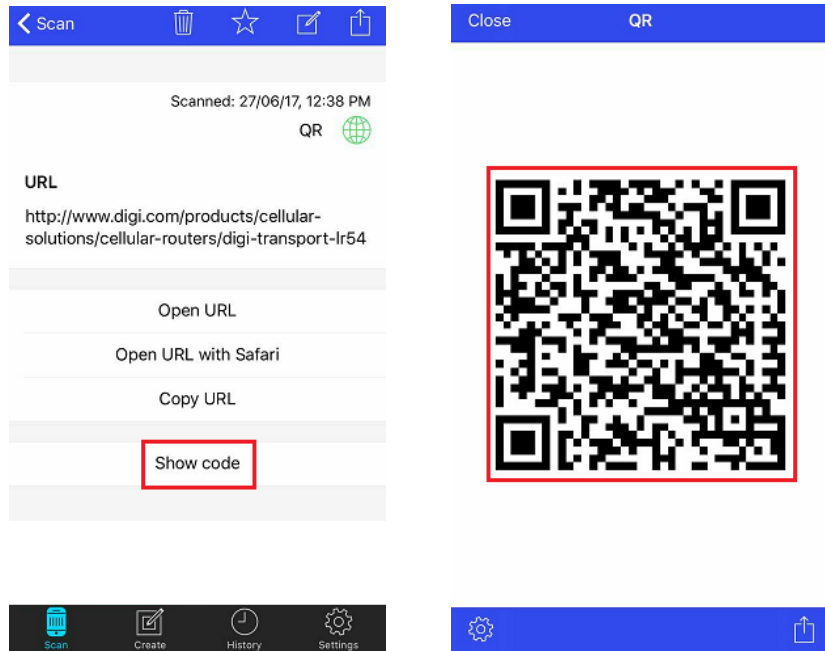 Scan
Scanned: 27/06/17, 12:38 PM
QR
URL
http://www.digi.com/products/cellular-
solutions/cellular-routers/digi-transport-lr54
Open URL
Open URL with Safari
Copy URL
Show code
Scan
Create
History
Settings
Close
QR